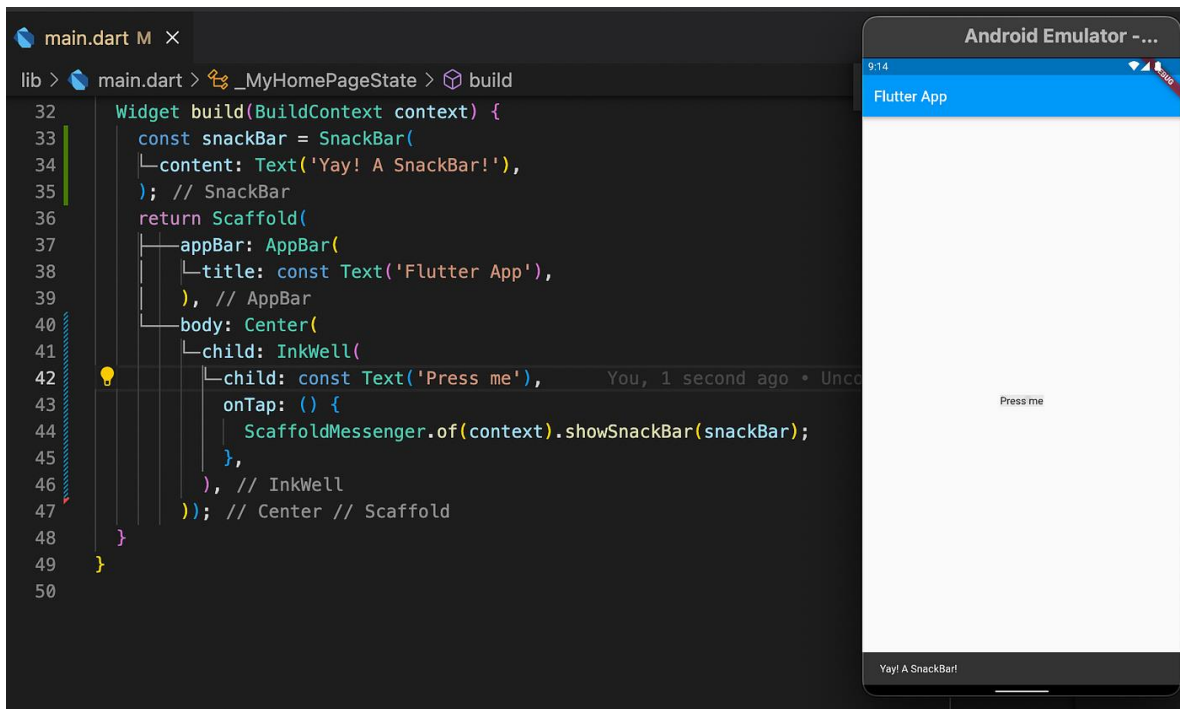 main.dart M
lib > main.dart > _MyHomePageState > build
32 Widget build(BuildContext context) {
33 const snackBar = SnackBar(
34 content: Text('Yay! A SnackBar!'),
35 ); // SnackBar
36 return Scaffold(
37 appBar: AppBar(
38 title: const Text('Flutter App'),
39 ), // AppBar
40 body: Center(
41 child: InkWell(
42 child: const Text('Press me'), You, 1 second ago • Unco
43 onTap: () {
44 ScaffoldMessenger.of(context).showSnackBar(snackBar);
45 },
46 ), // InkWell
47 )); // Center // Scaffold
48 }
49 }
50
Android Emulator -...
9:14
DEBUG
Flutter App
Press me
Yay! A SnackBar!